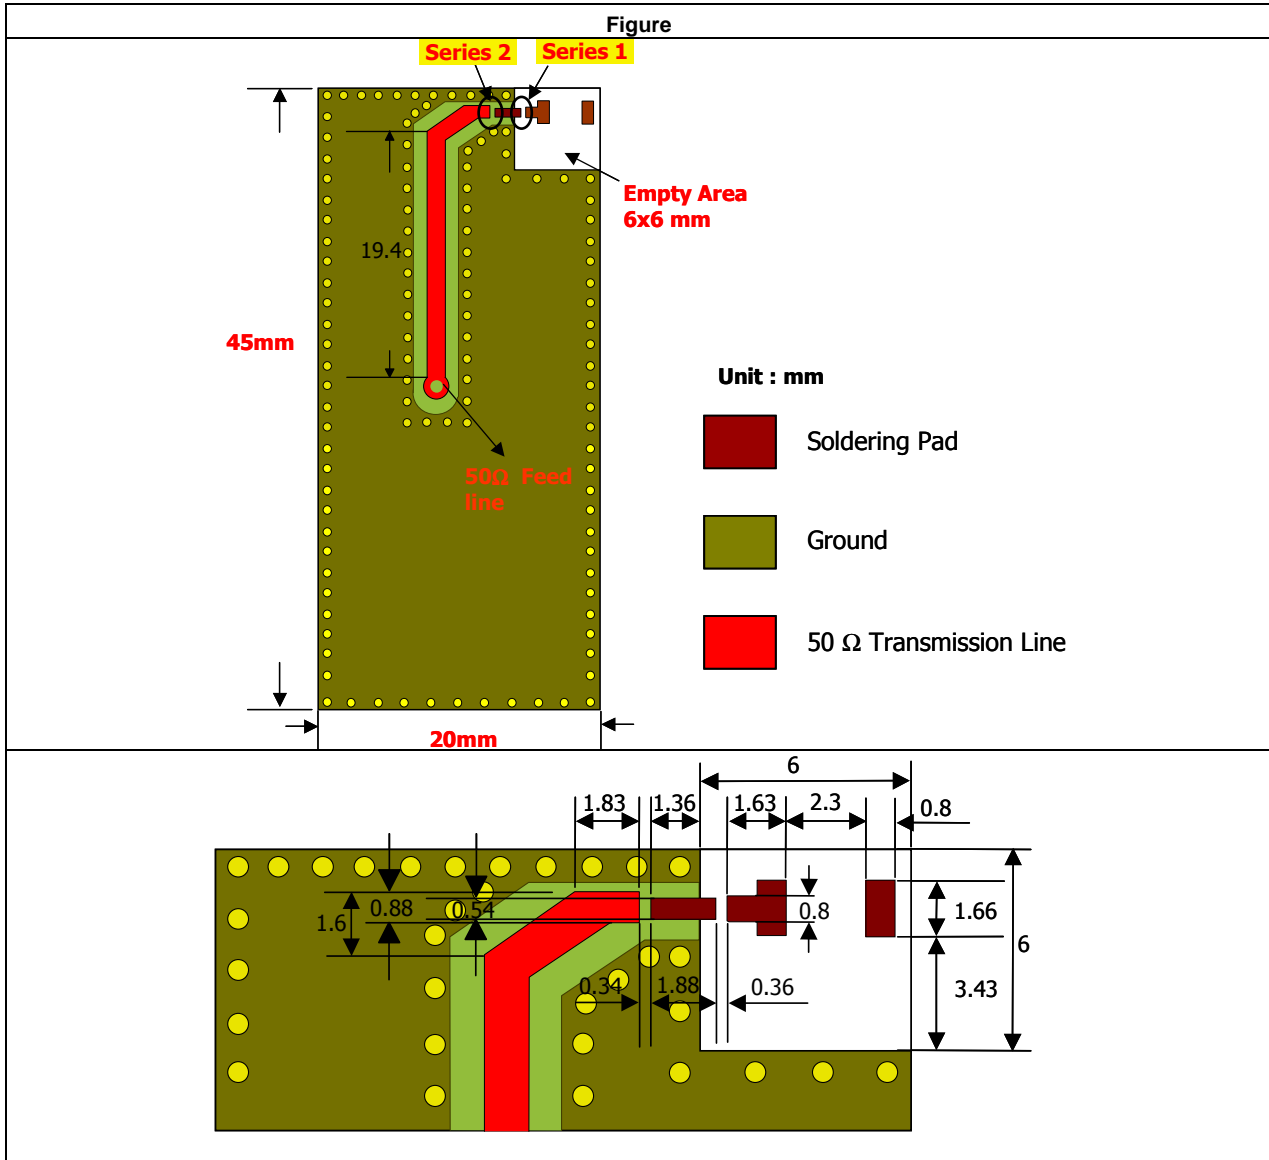 Figure
Series 2
Series 1
Empty Area
6x6 mm
19.4
45mm
Unit : mm
Soldering Pad
50Ω Feed
line
Ground
50 Ω Transmission Line
20mm
6
1.83
1.36
1.63
2.3
0.8
1.6
0.88
0.54
0.8
1.66
6
0.34
1.88
0.36
3.43